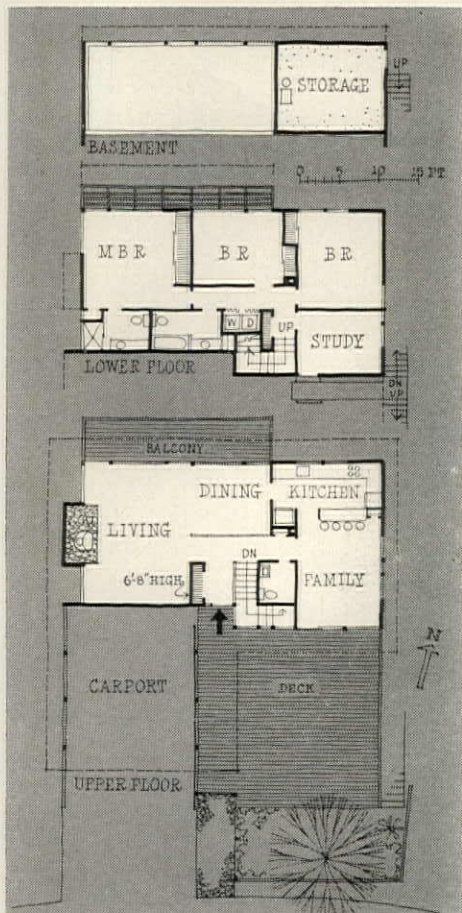 UP
STORAGE
BASEMENT
0 5 10 15 FT
MBR
BR
BR
W
D
UP
STUDY
LOWER FLOOR
DN
UP
BALCONY
DINING
KITCHEN
LIVING
DN
6'8" HIGH
FAMILY
N
CARPORT
DECK
UPPER FLOOR